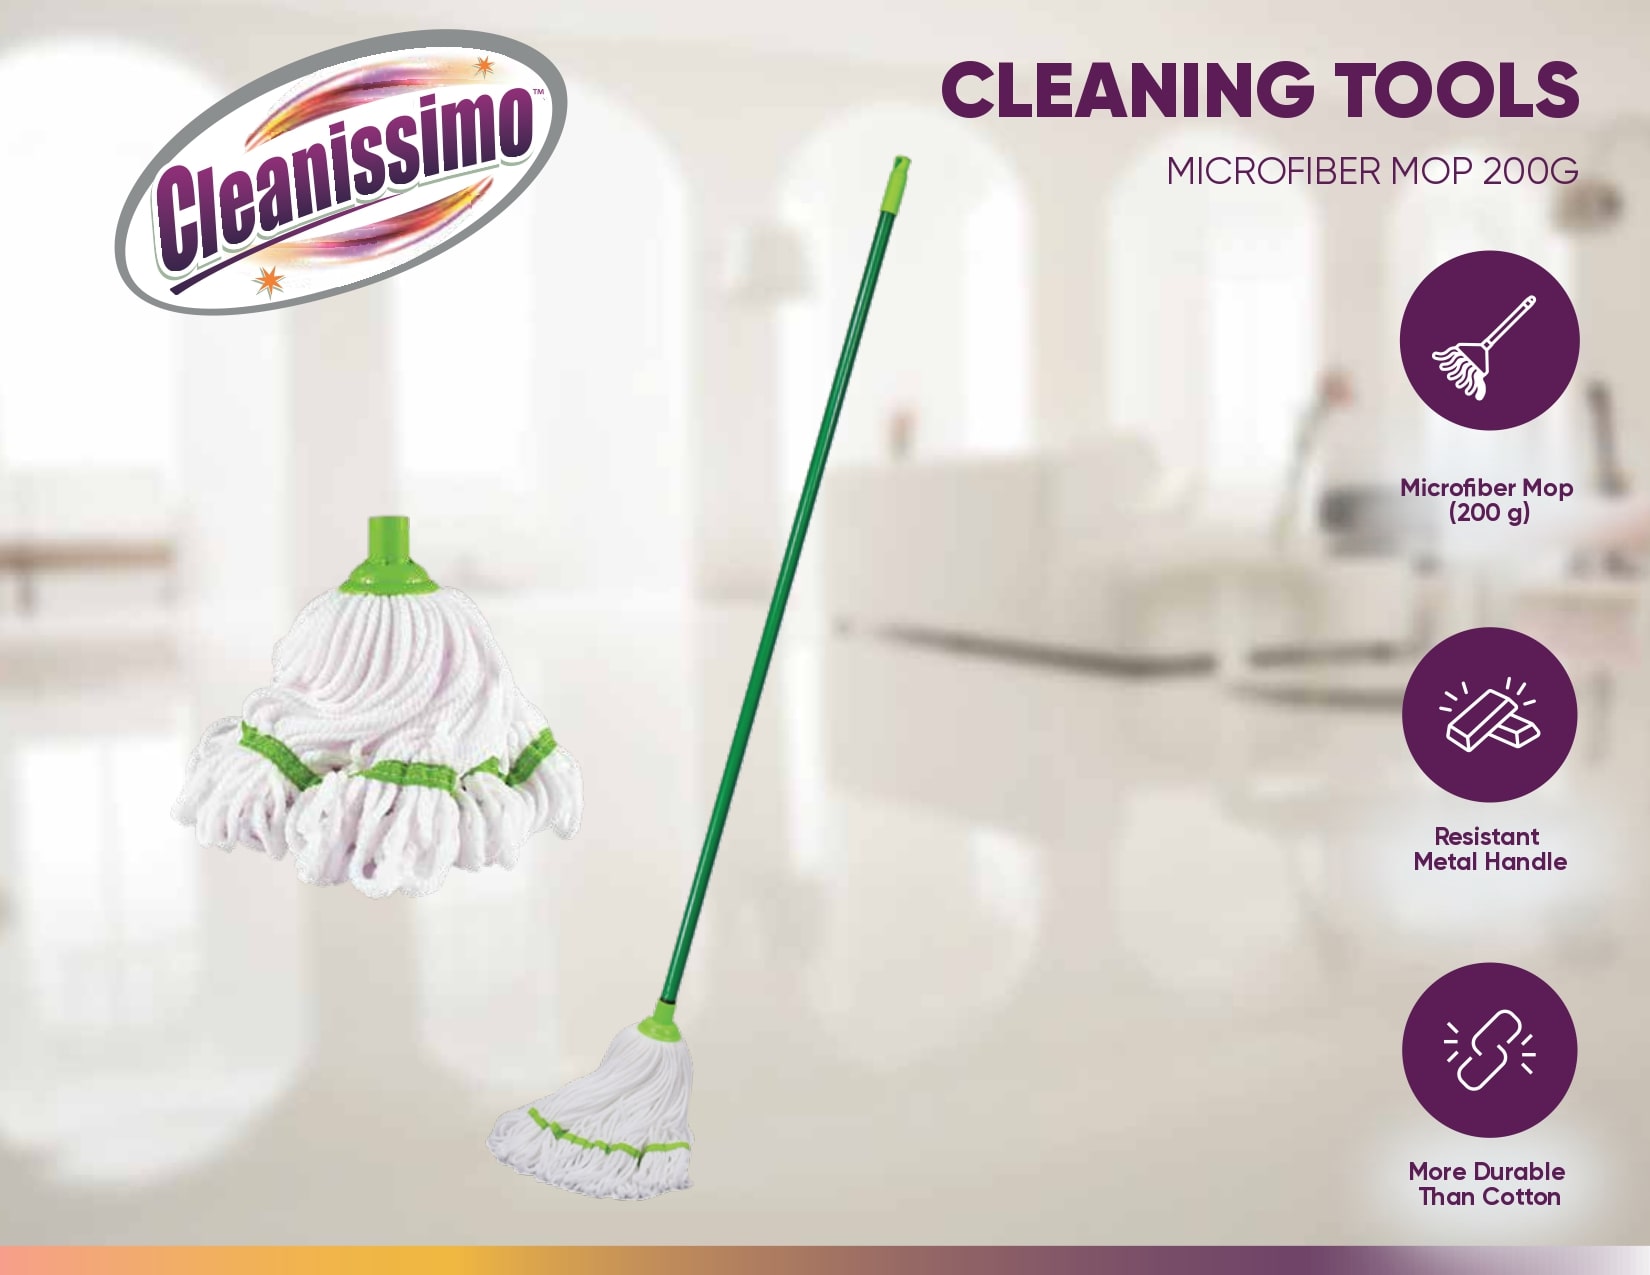 Cleanissimo™
CLEANING TOOLS
MICROFIBER MOP 200G
Microfiber Mop
(200 g)
Resistant
Metal Handle
More Durable
Than Cotton